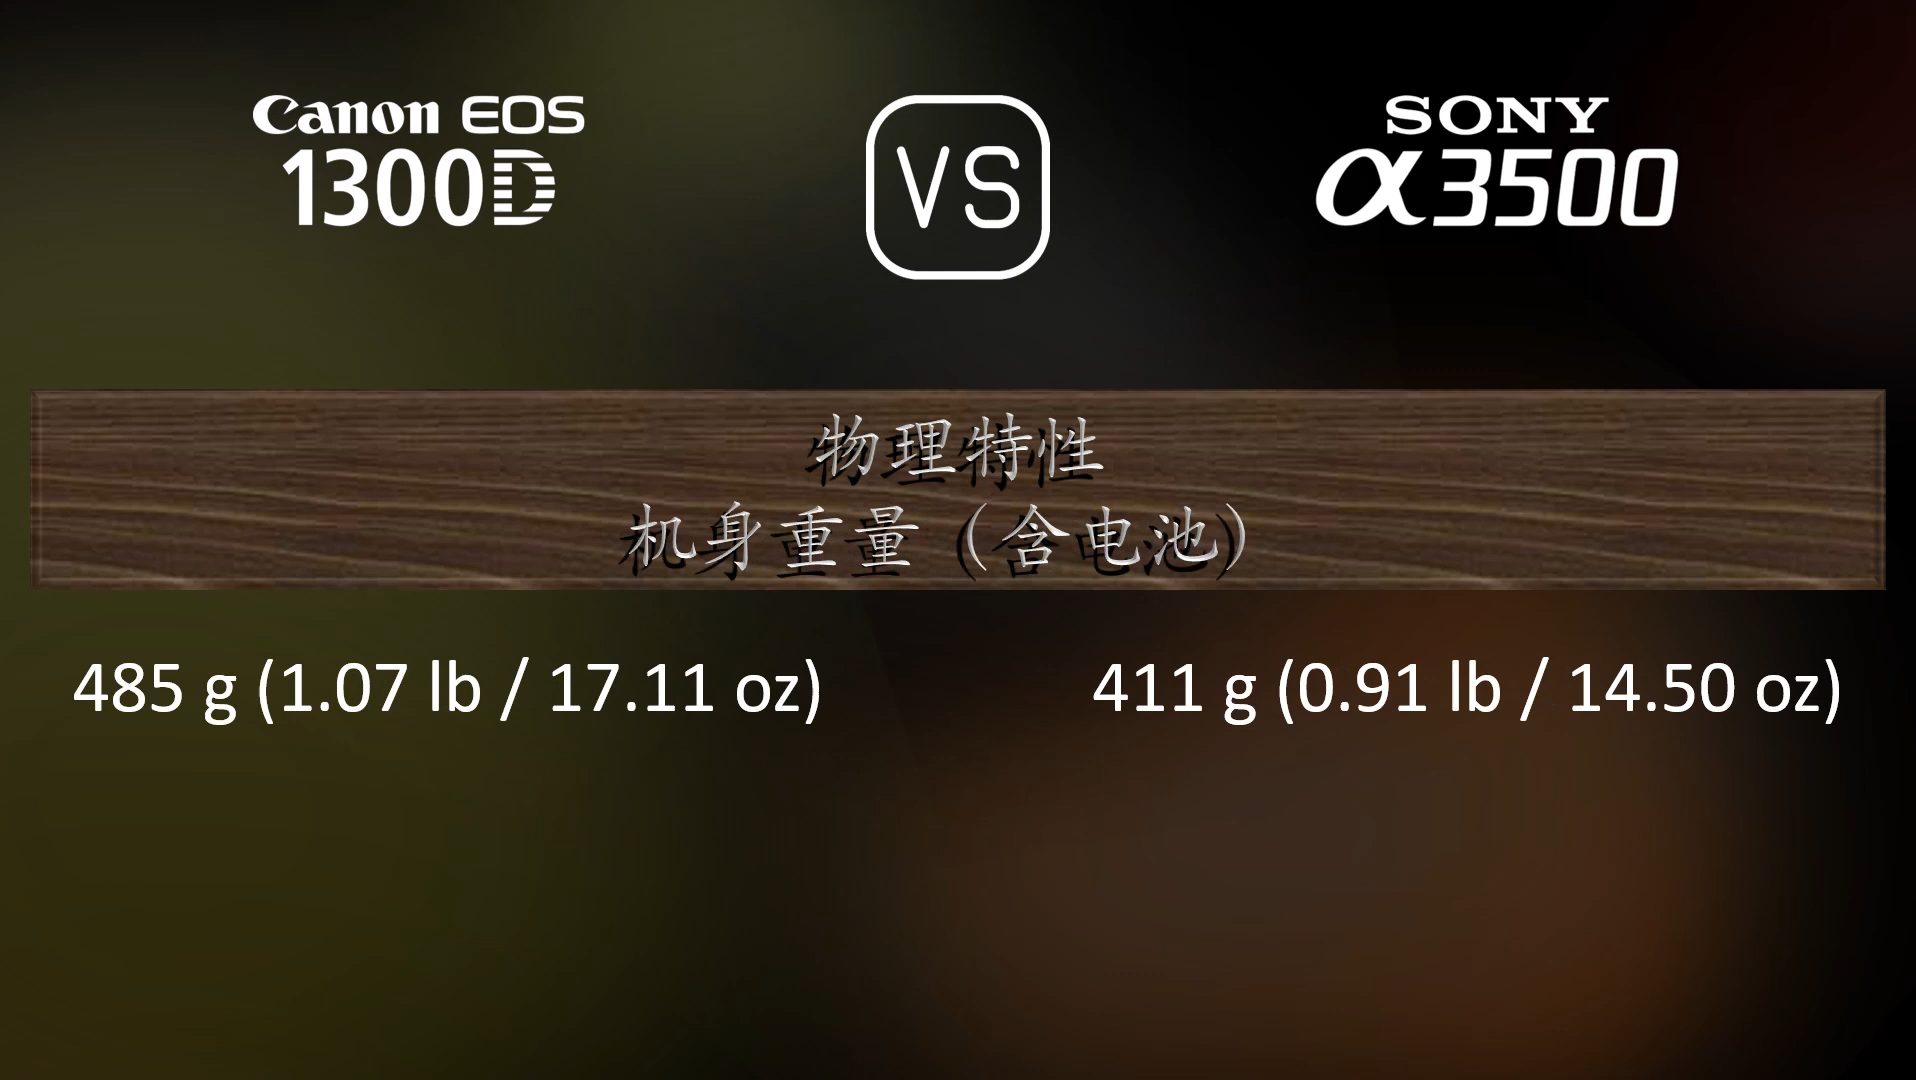 Canon EOS
1300D
VS
SONY
α3500
物理特性
机身重量（含电池）
485 g (1.07 lb / 17.11 oz)
411 g (0.91 lb / 14.50 oz)